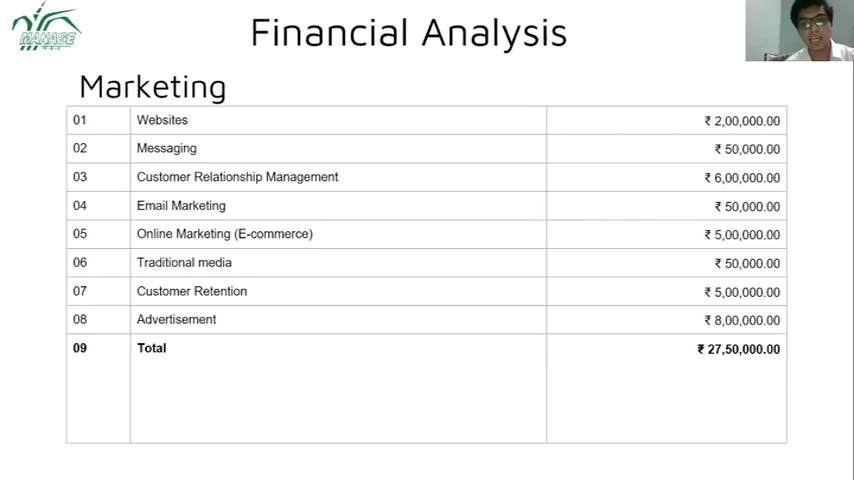 Financial Analysis
MANAGE
Marketing
01 Websites ₹ 2,00,000.00
02 Messaging ₹ 50,000.00
03 Customer Relationship Management ₹ 6,00,000.00
04 Email Marketing ₹ 50,000.00
05 Online Marketing (E-commerce) ₹ 5,00,000.00
06 Traditional media ₹ 50,000.00
07 Customer Retention ₹ 5,00,000.00
08 Advertisement ₹ 8,00,000.00
09 Total ₹ 27,50,000.00